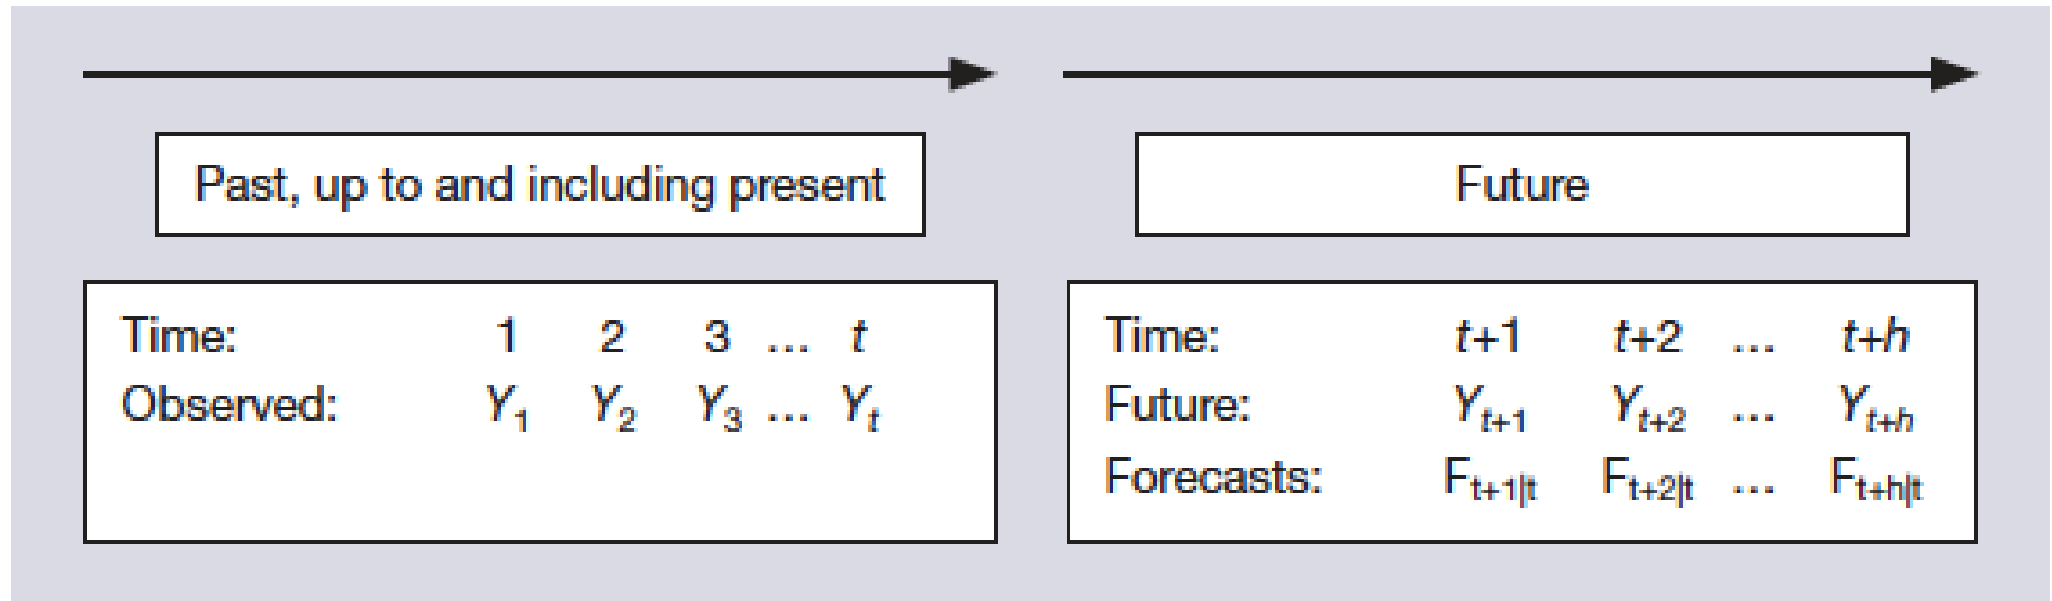 Past, up to and including present
Time: 1 2 3 ... t
Observed: Y₁ Y₂ Y₃ ... Yₜ
Future
Time: t+1 t+2 ... t+h
Future: Yₜ₊₁ Yₜ₊₂ ... Yₜ₊ₕ
Forecasts: Fₜ₊₁|ₜ Fₜ₊₂|ₜ ... Fₜ₊ₕ|ₜ